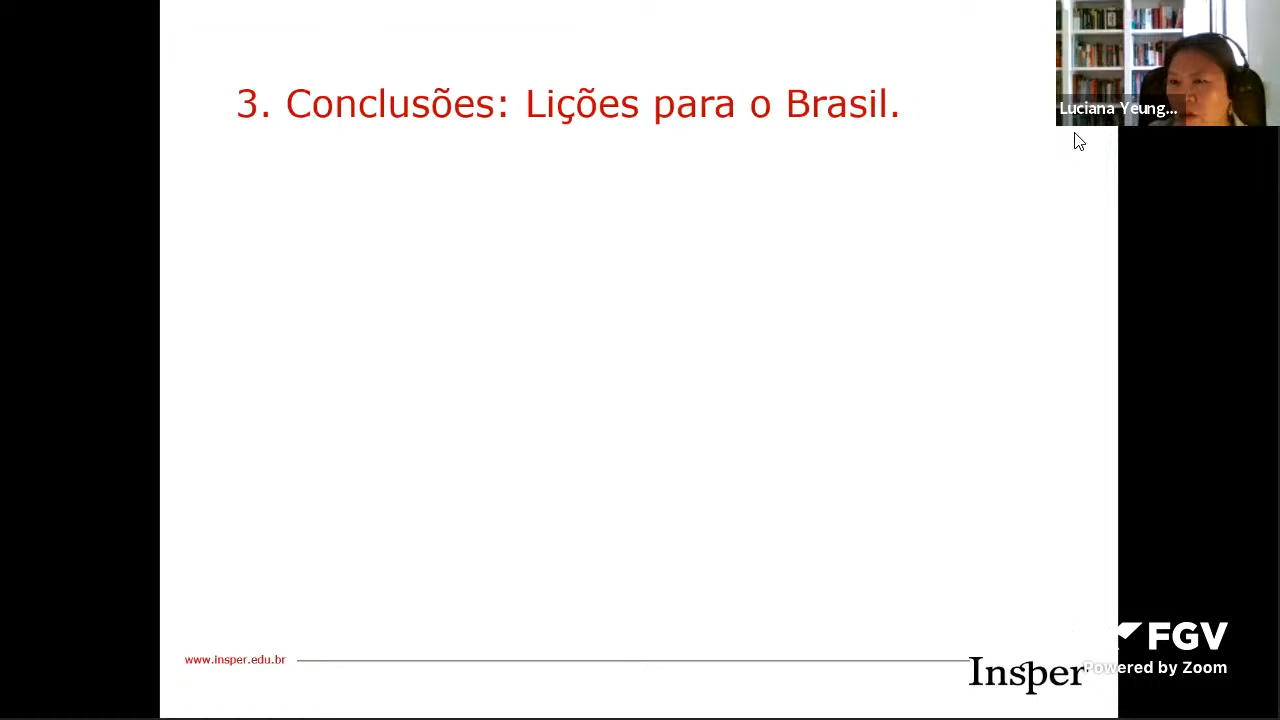 3. Conclusões: Lições para o Brasil.
Luciana Yeung...
www.insper.edu.br
Insper
FGV
Powered by Zoom